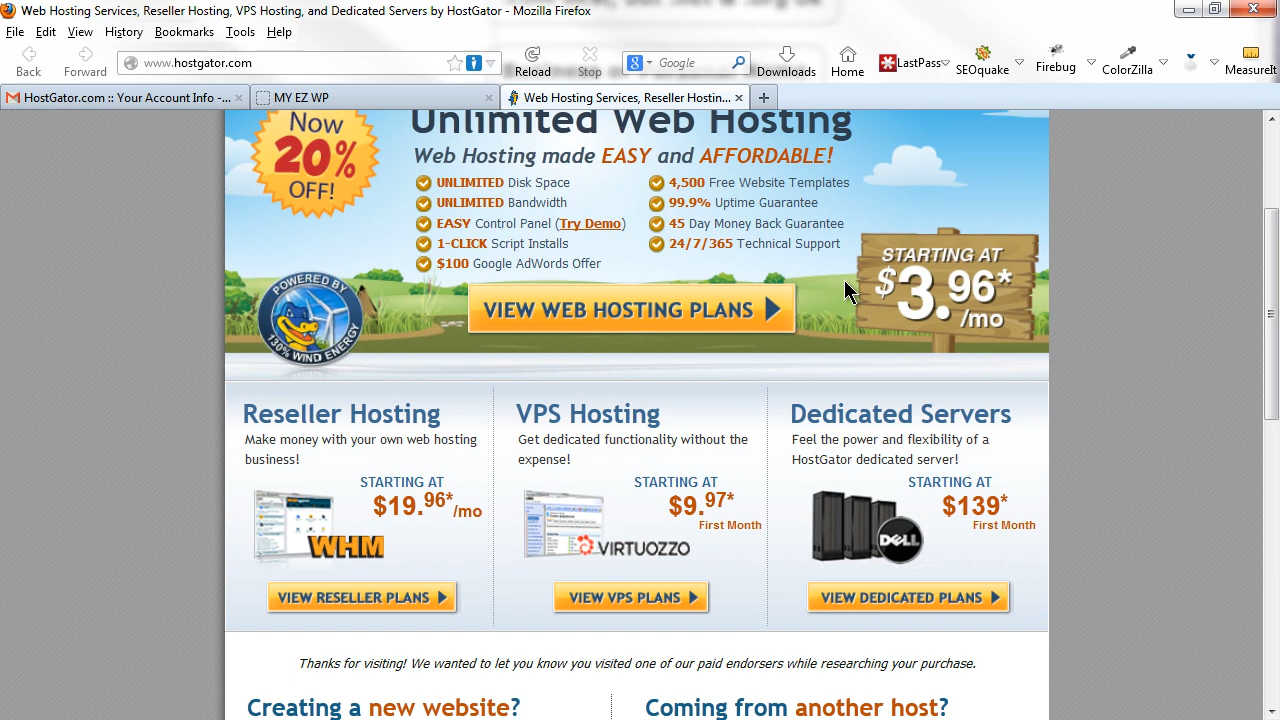 Web Hosting Services, Reseller Hosting, VPS Hosting, and Dedicated Servers by HostGator - Mozilla Firefox
File Edit View History Bookmarks Tools Help
Back Forward www.hostgator.com Reload Stop Google Downloads Home LastPass SEOquake Firebug ColorZilla MeasureIt
HostGator.com :: Your Account Info -... MY EZ WP Web Hosting Services, Reseller Hostin...
Now
20%
OFF!
Unlimited Web Hosting
Web Hosting made EASY and AFFORDABLE!
UNLIMITED Disk Space
UNLIMITED Bandwidth
EASY Control Panel (Try Demo)
1-CLICK Script Installs
$100 Google AdWords Offer
4,500 Free Website Templates
99.9% Uptime Guarantee
45 Day Money Back Guarantee
24/7/365 Technical Support
STARTING AT
$3.96*
/mo
VIEW WEB HOSTING PLANS
POWERED BY
130% WIND ENERGY
Reseller Hosting
Make money with your own web hosting
business!
STARTING AT
$19.96*/mo
WHM
VIEW RESELLER PLANS
VPS Hosting
Get dedicated functionality without the
expense!
STARTING AT
$9.97*
First Month
VIRTUOZZO
VIEW VPS PLANS
Dedicated Servers
Feel the power and flexibility of a
HostGator dedicated server!
STARTING AT
$139*
First Month
DELL
VIEW DEDICATED PLANS
Thanks for visiting! We wanted to let you know you visited one of our paid endorsers while researching your purchase.
Creating a new website?
Coming from another host?